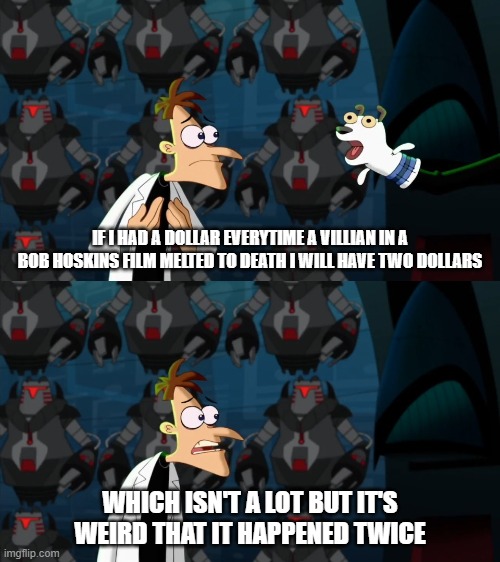 IF I HAD A DOLLAR EVERYTIME A VILLIAN IN A
BOB HOSKINS FILM MELTED TO DEATH I WILL HAVE TWO DOLLARS
WHICH ISN'T A LOT BUT IT'S
WEIRD THAT IT HAPPENED TWICE
imgflip.com